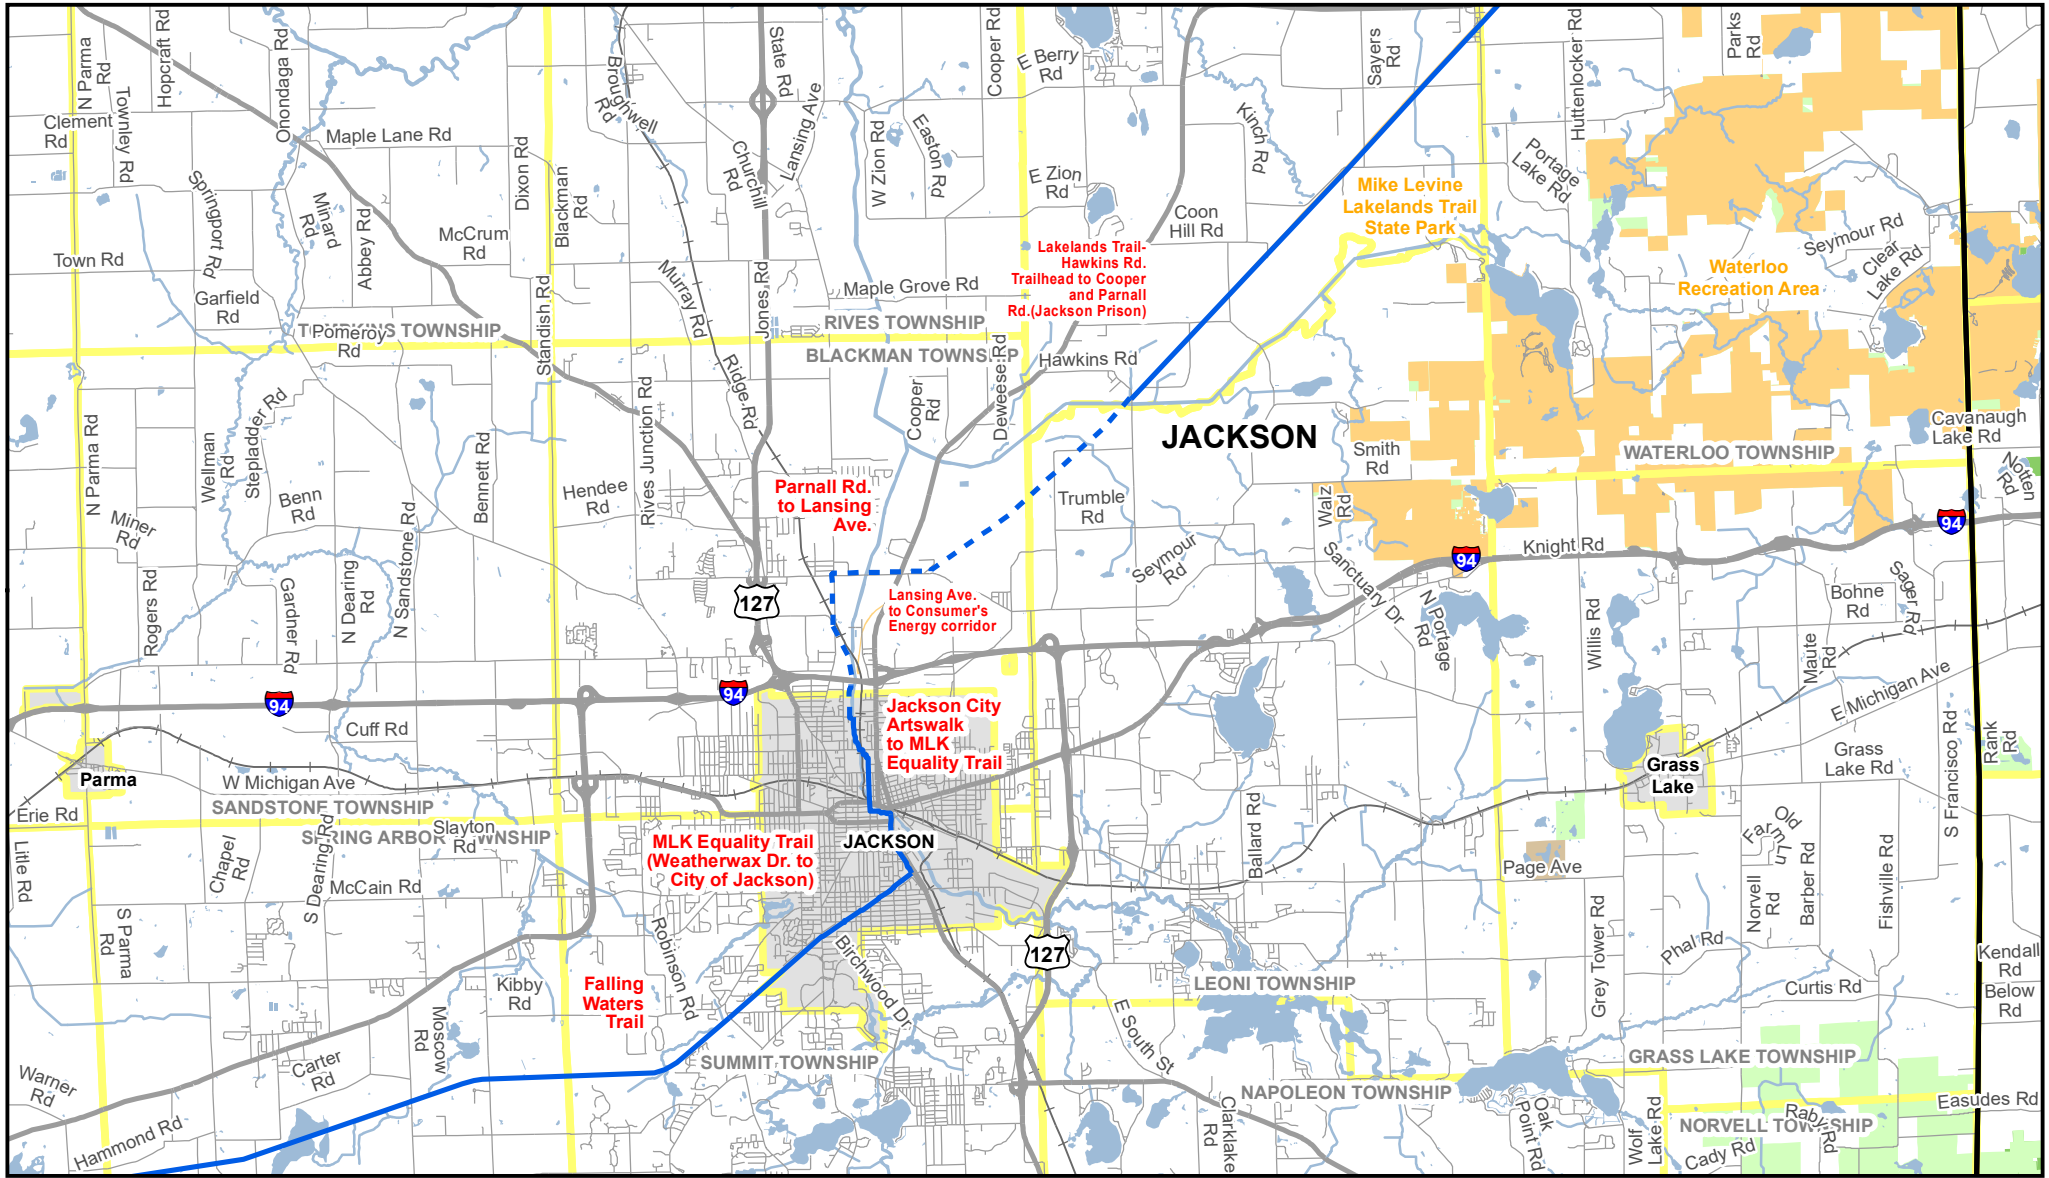 N Parma
Rd
Hopcraft Rd
Townley Rd
Clement
Rd
Onondaga Rd
Maple Lane Rd
Springport Rd
Minard
Rd
Abbey Rd
McCrum
Rd
Dixon Rd
Blackman
Rd
Broughwell
Rd
State Rd
Lansing Ave
Churchill
Rd
W Zion Rd
Easton Rd
Cooper Rd
E Berry
Rd
E Zion
Rd
Kinch Rd
Coon
Hill Rd
Sayers
Rd
Huttenlocker Rd
Parks
Rd
Portage
Lake Rd
Mike Levine
Lakelands Trail
State Park
Seymour Rd
Clear
Lake Rd
Waterloo
Recreation Area
Town Rd
Garfield
Rd
Pomeroy
Rd
Standish Rd
Murray Rd
Jones Rd
Maple Grove Rd
RIVES TOWNSHIP
BLACKMAN TOWNSHIP
Lakelands Trail-
Hawkins Rd.
Trailhead to Cooper
and Parnall
Rd.(Jackson Prison)
Hawkins Rd
Deweese Rd
Cooper
Rd
Ridge Rd
Rives Junction Rd
JACKSON
Smith
Rd
WATERLOO TOWNSHIP
Cavanaugh
Lake Rd
Notten
Rd
N Parma Rd
Miner
Rd
Wellman
Rd
Stepladder Rd
Benn
Rd
Bennett Rd
Hendee
Rd
Parnall Rd.
to Lansing
Ave.
Trumble
Rd
Walz
Rd
Seymour
Rd
Sanctuary Dr
Knight Rd
94
94
Rogers Rd
Gardner Rd
N Dearing
Rd
N Sandstone Rd
127
Lansing Ave.
to Consumer's
Energy corridor
N Portage
Rd
Willis Rd
Bohne
Rd
Sager Rd
Maute
Rd
E Michigan Ave
94
94
Cuff Rd
Jackson City
Artswalk
to MLK
Equality Trail
Parma
W Michigan Ave
Grass
Lake
Grass
Lake Rd
S Francisco Rd
Rank
Rd
Erie Rd
SANDSTONE TOWNSHIP
SPRING ARBOR TOWNSHIP
Slayton
Rd
Little Rd
Chapel
Rd
S Dearing Rd
McCain Rd
MLK Equality Trail
(Weatherwax Dr. to
City of Jackson)
JACKSON
Ballard Rd
Page Ave
Old
Farm Ln
Norvell
Rd
Barber Rd
Fishville Rd
S Parma
Rd
Kibby
Rd
Robinson Rd
Birchwood Dr
Falling
Waters
Trail
127
LEONI TOWNSHIP
Grey Tower Rd
Phal Rd
Curtis Rd
Kendall
Rd
Below
Rd
Moscow
Rd
Carter
Rd
Warner
Rd
Hammond Rd
SUMMIT TOWNSHIP
E South St
NAPOLEON TOWNSHIP
GRASS LAKE TOWNSHIP
Clarklake
Rd
Oak
Point Rd
Wolf
Lake Rd
NORVELL TOWNSHIP
Raby Rd
Cady Rd
Easudes Rd